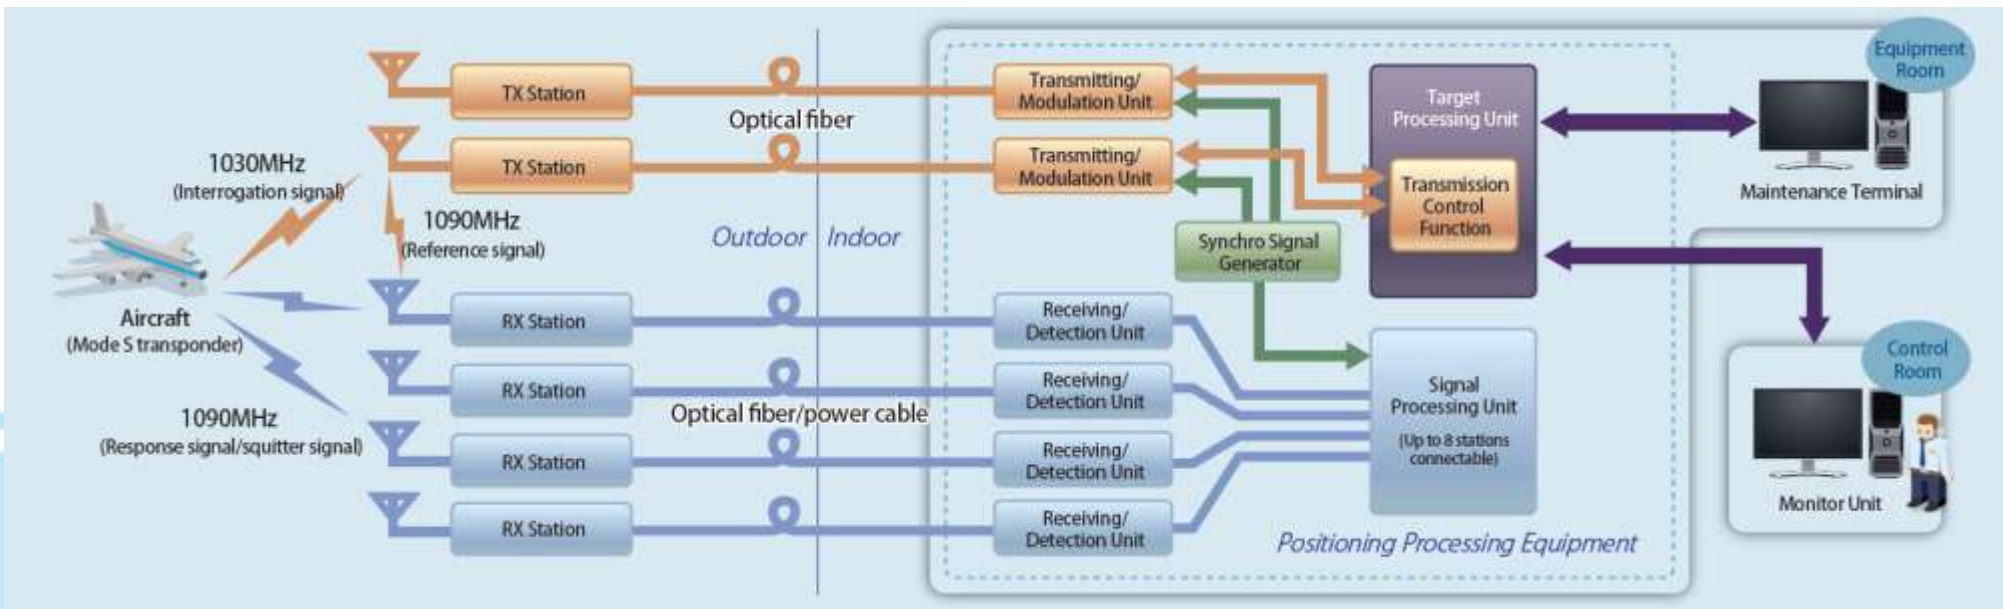 TX Station
Optical fiber
TX Station
1030MHz
(Interrogation signal)
1090MHz
(Reference signal)
Aircraft
(Mode S transponder)
1090MHz
(Response signal/squitter signal)
Outdoor
Indoor
RX Station
RX Station
Optical fiber/power cable
RX Station
RX Station
Transmitting/
Modulation Unit
Transmitting/
Modulation Unit
Synchro Signal
Generator
Receiving/
Detection Unit
Receiving/
Detection Unit
Receiving/
Detection Unit
Receiving/
Detection Unit
Target
Processing Unit
Transmission
Control
Function
Signal
Processing Unit
(Up to 8 stations
connectable)
Positioning Processing Equipment
Equipment
Room
Maintenance Terminal
Control
Room
Monitor Unit